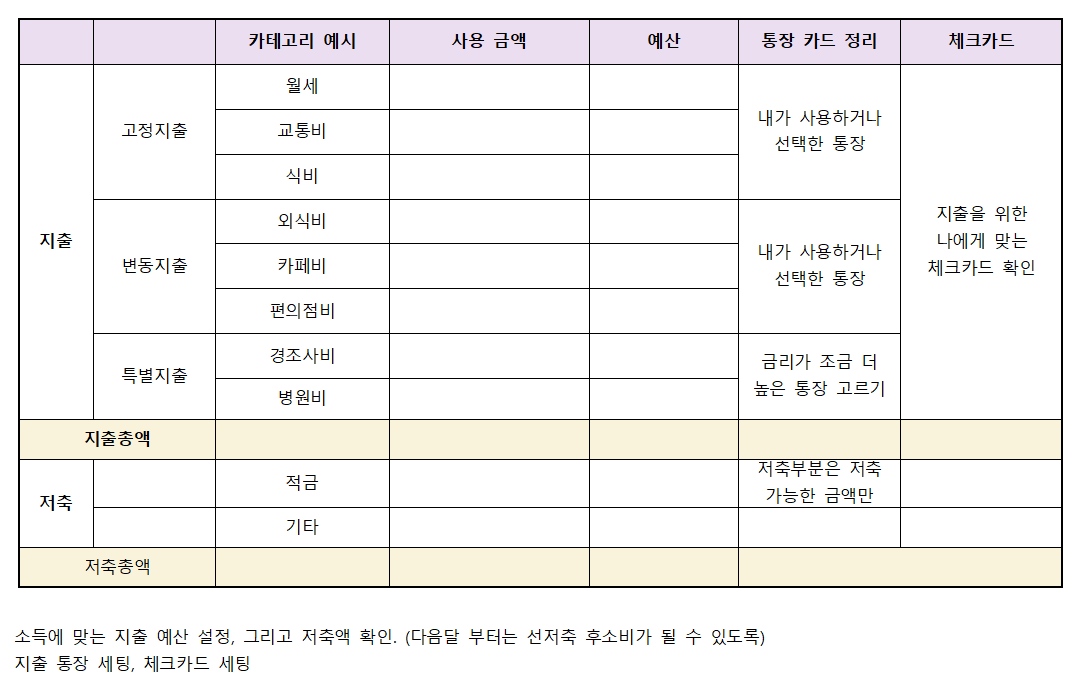 카테고리 예시 사용 금액 예산 통장 카드 정리 체크카드
지출
고정지출
월세
교통비
식비
내가 사용하거나
선택한 통장
변동지출
외식비
카페비
편의점비
내가 사용하거나
선택한 통장
특별지출
경조사비
병원비
금리가 조금 더
높은 통장 고르기
지출을 위한
나에게 맞는
체크카드 확인
지출총액
저축
적금
저축부분은 저축
가능한 금액만
기타
저축총액
소득에 맞는 지출 예산 설정, 그리고 저축액 확인. (다음달 부터는 선저축 후소비가 될 수 있도록)
지출 통장 세팅, 체크카드 세팅